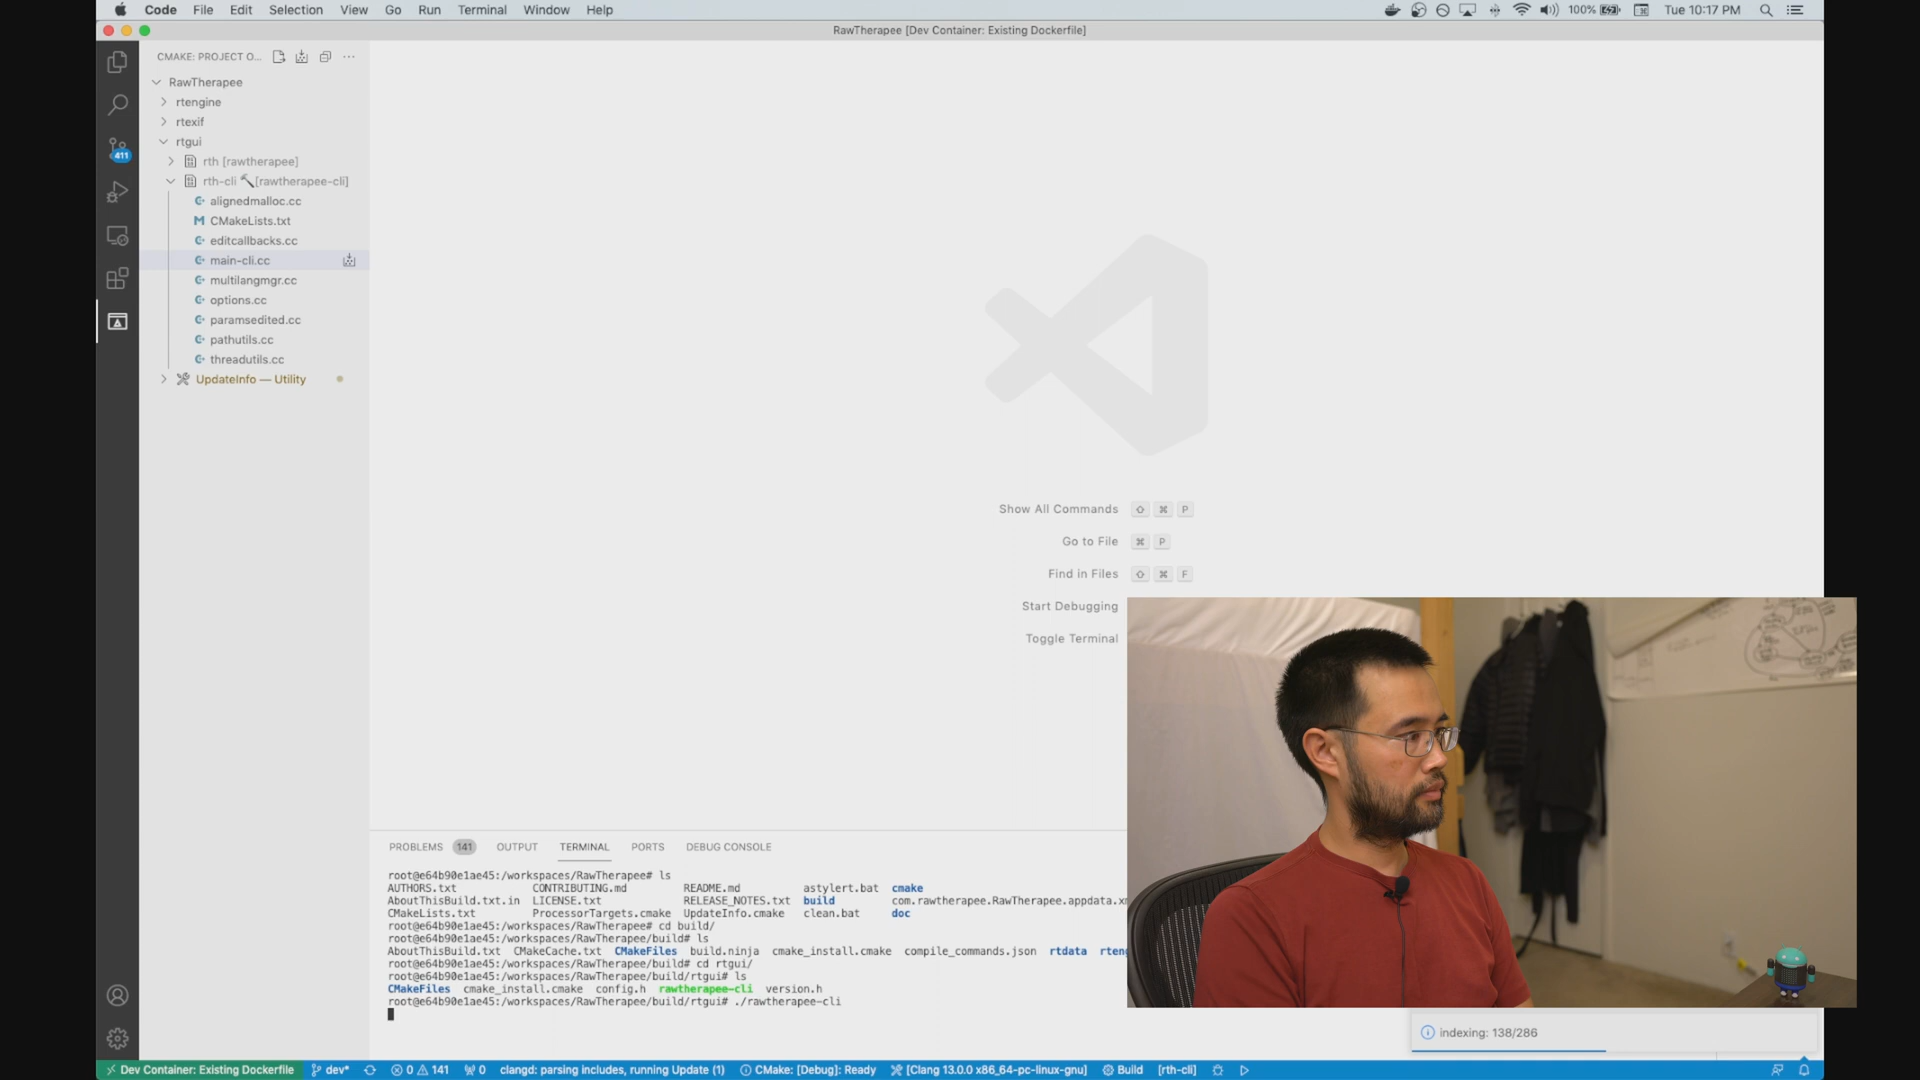 Code File Edit Selection View Go Run Terminal Window Help 100% Tue 10:17 PM
RawTherapee [Dev Container: Existing Dockerfile]
CMAKE: PROJECT O...
RawTherapee
rtengine
rtexif
rtgui
411
rth [rawtherapee]
rth-cli [rawtherapee-cli]
alignedmalloc.cc
CMakeLists.txt
editcallbacks.cc
main-cli.cc
multilangmgr.cc
options.cc
paramsedited.cc
pathutils.cc
threadutils.cc
UpdateInfo — Utility
Show All Commands ⇧ ⌘ P
Go to File ⌘ P
Find in Files ⇧ ⌘ F
Start Debugging
Toggle Terminal
PROBLEMS 141 OUTPUT TERMINAL PORTS DEBUG CONSOLE
root@e64b90e1ae45:/workspaces/RawTherapee# ls
AUTHORS.txt CONTRIBUTING.md README.md astylert.bat cmake
AboutThisBuild.txt.in LICENSE.txt RELEASE_NOTES.txt build com.rawtherapee.RawTherapee.appdata.x
CMakeLists.txt ProcessorTargets.cmake UpdateInfo.cmake clean.bat doc
root@e64b90e1ae45:/workspaces/RawTherapee# cd build/
root@e64b90e1ae45:/workspaces/RawTherapee/build# ls
AboutThisBuild.txt CMakeCache.txt CMakeFiles build.ninja cmake_install.cmake compile_commands.json rtdata rteng
root@e64b90e1ae45:/workspaces/RawTherapee/build# cd rtgui/
root@e64b90e1ae45:/workspaces/RawTherapee/build/rtgui# ls
CMakeFiles cmake_install.cmake config.h rawtherapee-cli version.h
root@e64b90e1ae45:/workspaces/RawTherapee/build/rtgui# ./rawtherapee-cli
indexing: 138/286
Dev Container: Existing Dockerfile dev* 0 141 0 clangd: parsing includes, running Update (1) CMake: [Debug]: Ready [Clang 13.0.0 x86_64-pc-linux-gnu] Build [rth-cli]